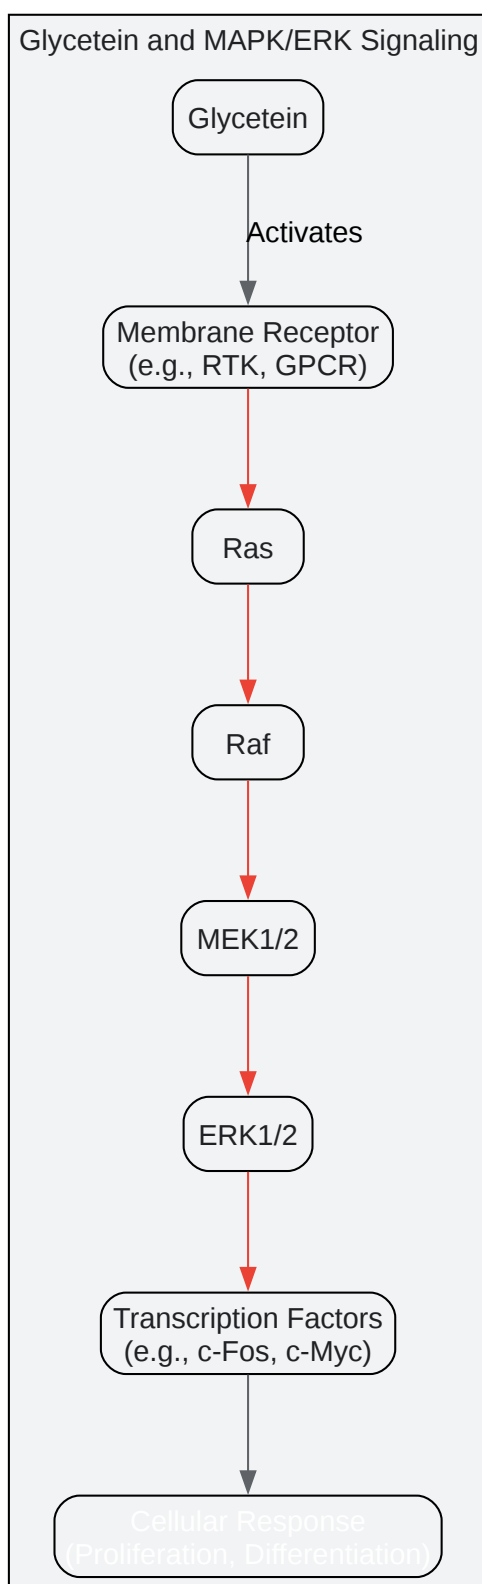 Glycetein and MAPK/ERK Signaling
Glycetein
Activates
Membrane Receptor
(e.g., RTK, GPCR)
Ras
Raf
MEK1/2
ERK1/2
Transcription Factors
(e.g., c-Fos, c-Myc)
Cellular Response
(Proliferation, Differentiation)